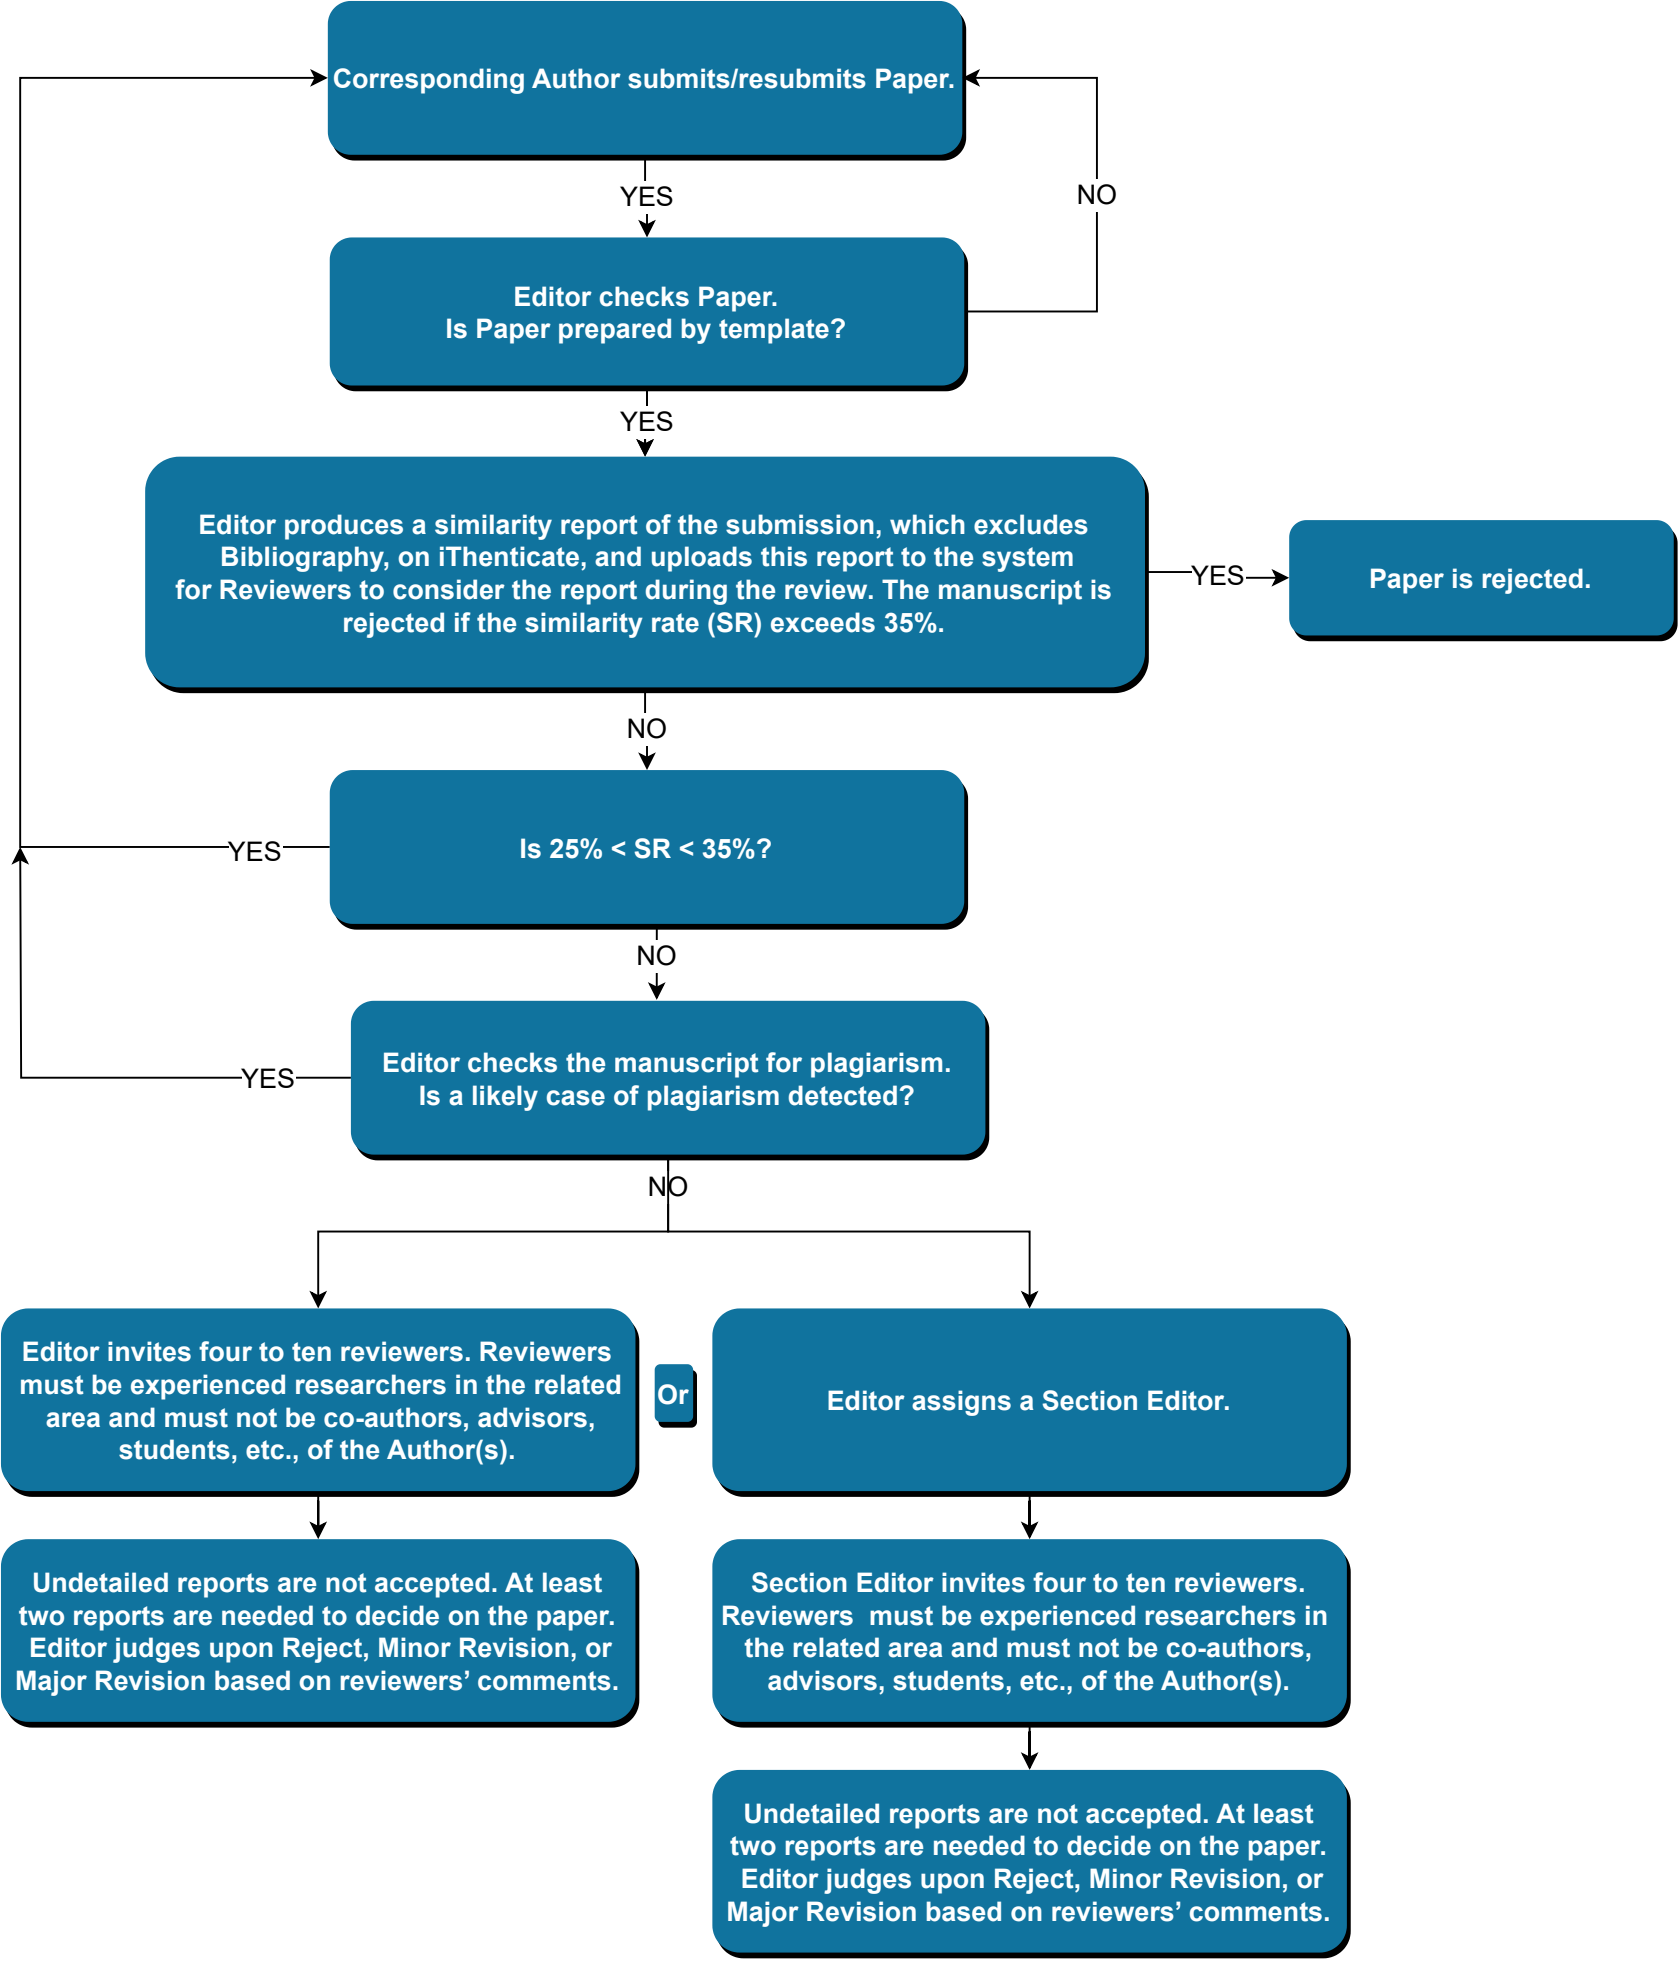 Corresponding Author submits/resubmits Paper.
YES
NO
Editor checks Paper.
Is Paper prepared by template?
YES
Editor produces a similarity report of the submission, which excludes
Bibliography, on iThenticate, and uploads this report to the system
for Reviewers to consider the report during the review. The manuscript is
rejected if the similarity rate (SR) exceeds 35%.
YES
Paper is rejected.
NO
Is 25% < SR < 35%?
YES
NO
Editor checks the manuscript for plagiarism.
Is a likely case of plagiarism detected?
YES
NO
Editor invites four to ten reviewers. Reviewers
must be experienced researchers in the related
area and must not be co-authors, advisors,
students, etc., of the Author(s).
Or
Editor assigns a Section Editor.
Undetailed reports are not accepted. At least
two reports are needed to decide on the paper.
Editor judges upon Reject, Minor Revision, or
Major Revision based on reviewers’ comments.
Section Editor invites four to ten reviewers.
Reviewers must be experienced researchers in
the related area and must not be co-authors,
advisors, students, etc., of the Author(s).
Undetailed reports are not accepted. At least
two reports are needed to decide on the paper.
Editor judges upon Reject, Minor Revision, or
Major Revision based on reviewers’ comments.